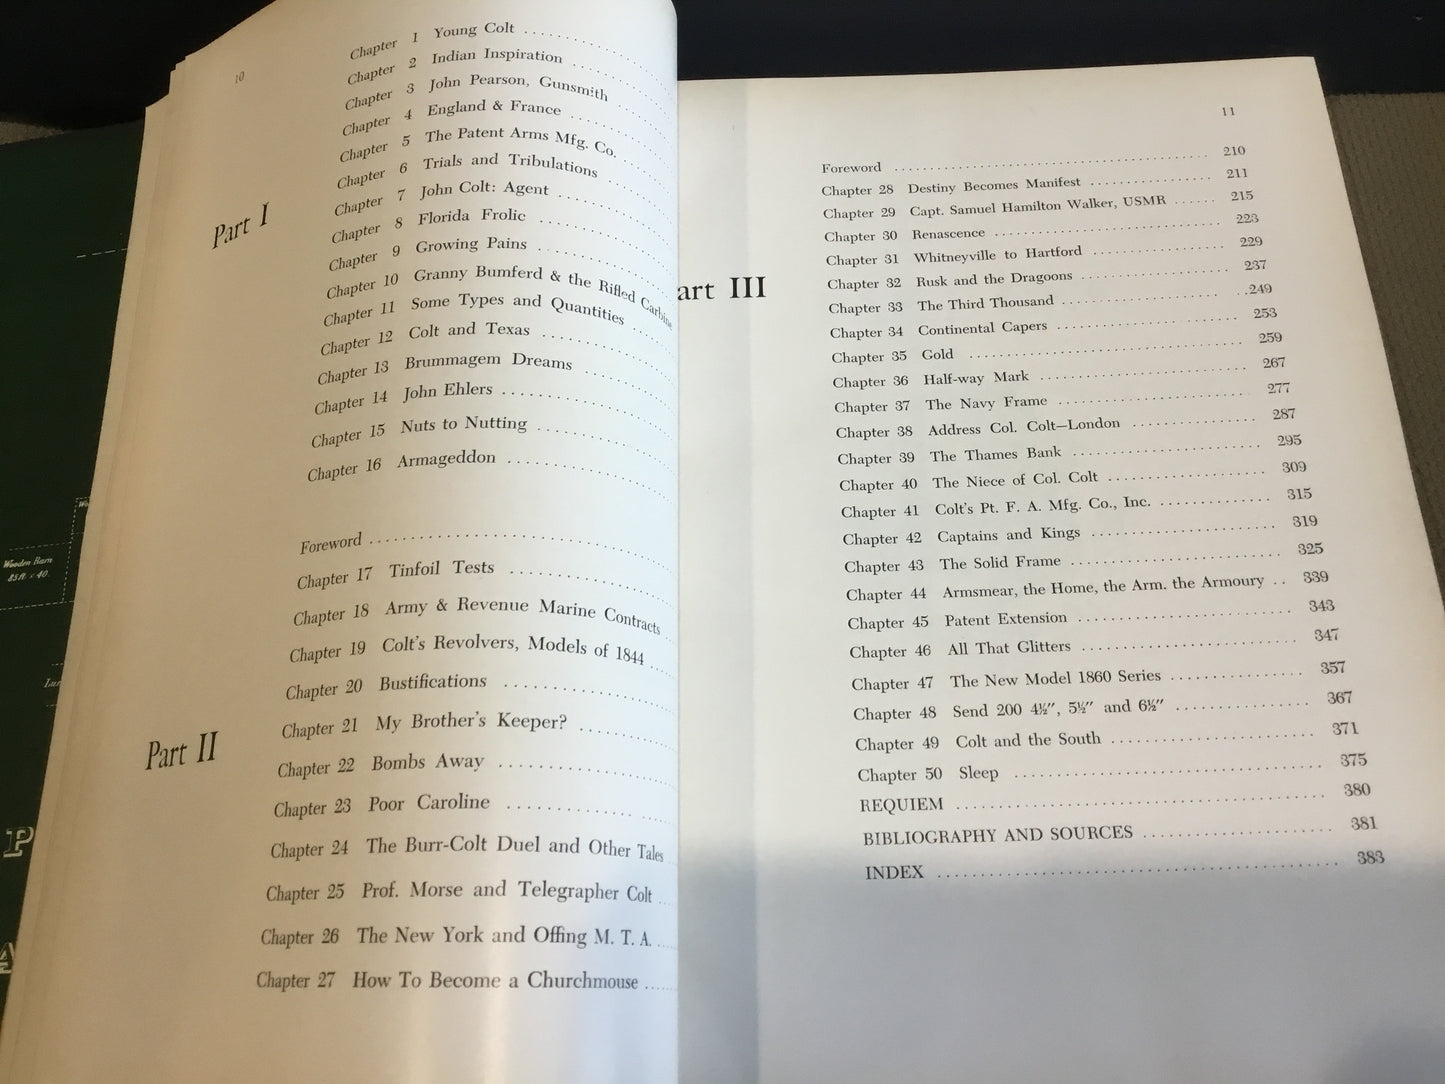 10
Part I
Chapter 1 Young Colt
Chapter 2 Indian Inspiration
Chapter 3 John Pearson, Gunsmith
Chapter 4 England & France
Chapter 5 The Patent Arms Mfg. Co.
Chapter 6 Trials and Tribulations
Chapter 7 John Colt: Agent
Chapter 8 Florida Frolic
Chapter 9 Growing Pains
Chapter 10 Granny Bumferd & the Rifled Carbine
Chapter 11 Some Types and Quantities
Chapter 12 Colt and Texas
Chapter 13 Brummagem Dreams
Chapter 14 John Ehlers
Chapter 15 Nuts to Nutting
Chapter 16 Armageddon
Part II
Foreword
Chapter 17 Tinfoil Tests
Chapter 18 Army & Revenue Marine Contracts
Chapter 19 Colt's Revolvers, Models of 1844
Chapter 20 Bustifications
Chapter 21 My Brother's Keeper?
Chapter 22 Bombs Away
Chapter 23 Poor Caroline
Chapter 24 The Burr-Colt Duel and Other Tales
Chapter 25 Prof. Morse and Telegrapher Colt
Chapter 26 The New York and Offing M. T. A.
Chapter 27 How To Become a Churchmouse
11
art III
Foreword 210
Chapter 28 Destiny Becomes Manifest 211
Chapter 29 Capt. Samuel Hamilton Walker, USMR 215
Chapter 30 Renascence 223
Chapter 31 Whitneyville to Hartford 229
Chapter 32 Rusk and the Dragoons 237
Chapter 33 The Third Thousand 249
Chapter 34 Continental Capers 253
Chapter 35 Gold 259
Chapter 36 Half-way Mark 267
Chapter 37 The Navy Frame 277
Chapter 38 Address Col. Colt—London 287
Chapter 39 The Thames Bank 295
Chapter 40 The Niece of Col. Colt 309
Chapter 41 Colt's Pt. F. A. Mfg. Co., Inc. 315
Chapter 42 Captains and Kings 319
Chapter 43 The Solid Frame 325
Chapter 44 Armsmear, the Home, the Arm. the Armoury 339
Chapter 45 Patent Extension 343
Chapter 46 All That Glitters 347
Chapter 47 The New Model 1860 Series 357
Chapter 48 Send 200 4½″, 5½″ and 6½″ 367
Chapter 49 Colt and the South 371
Chapter 50 Sleep 375
REQUIEM 380
BIBLIOGRAPHY AND SOURCES 381
INDEX 383
Wooden Barn
85 ft × 40.
P
A